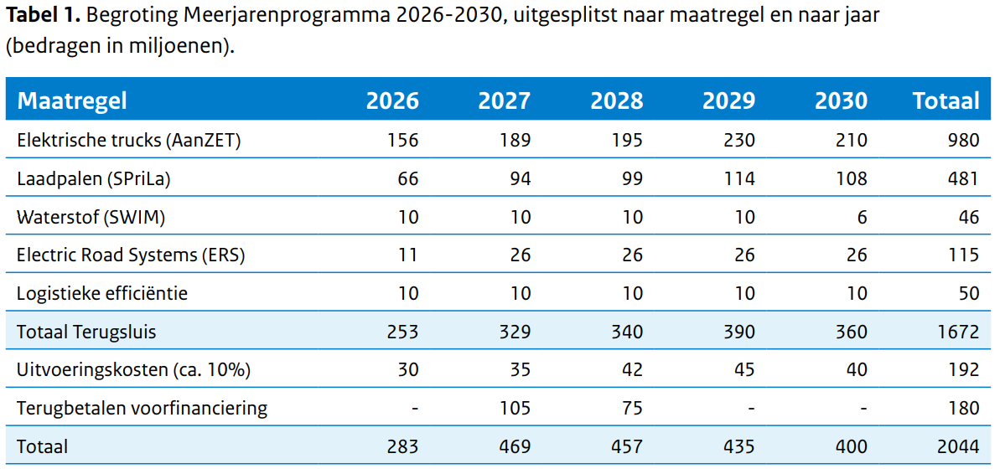 Tabel 1. Begroting Meerjarenprogramma 2026-2030, uitgesplitst naar maatregel en naar jaar
(bedragen in miljoenen).
Maatregel 2026 2027 2028 2029 2030 Totaal
Elektrische trucks (AanZET) 156 189 195 230 210 980
Laadpalen (SPriLa) 66 94 99 114 108 481
Waterstof (SWIM) 10 10 10 10 6 46
Electric Road Systems (ERS) 11 26 26 26 26 115
Logistieke efficiëntie 10 10 10 10 10 50
Totaal Terugsluis 253 329 340 390 360 1672
Uitvoeringskosten (ca. 10%) 30 35 42 45 40 192
Terugbetalen voorfinanciering - 105 75 - - 180
Totaal 283 469 457 435 400 2044